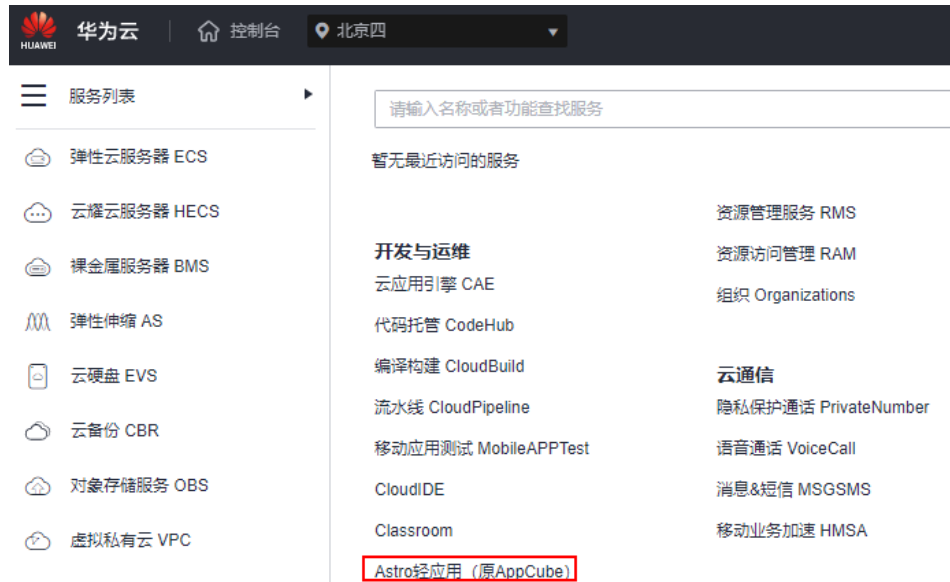 HUAWEI 华为云 控制台 北京四
服务列表
弹性云服务器 ECS
云耀云服务器 HECS
裸金属服务器 BMS
弹性伸缩 AS
云硬盘 EVS
云备份 CBR
对象存储服务 OBS
虚拟私有云 VPC
请输入名称或者功能查找服务
暂无最近访问的服务
开发与运维
云应用引擎 CAE
代码托管 CodeHub
编译构建 CloudBuild
流水线 CloudPipeline
移动应用测试 MobileAPPTest
CloudIDE
Classroom
Astro轻应用（原AppCube）
资源管理服务 RMS
资源访问管理 RAM
组织 Organizations
云通信
隐私保护通话 PrivateNumber
语音通话 VoiceCall
消息&短信 MSGSMS
移动业务加速 HMSA